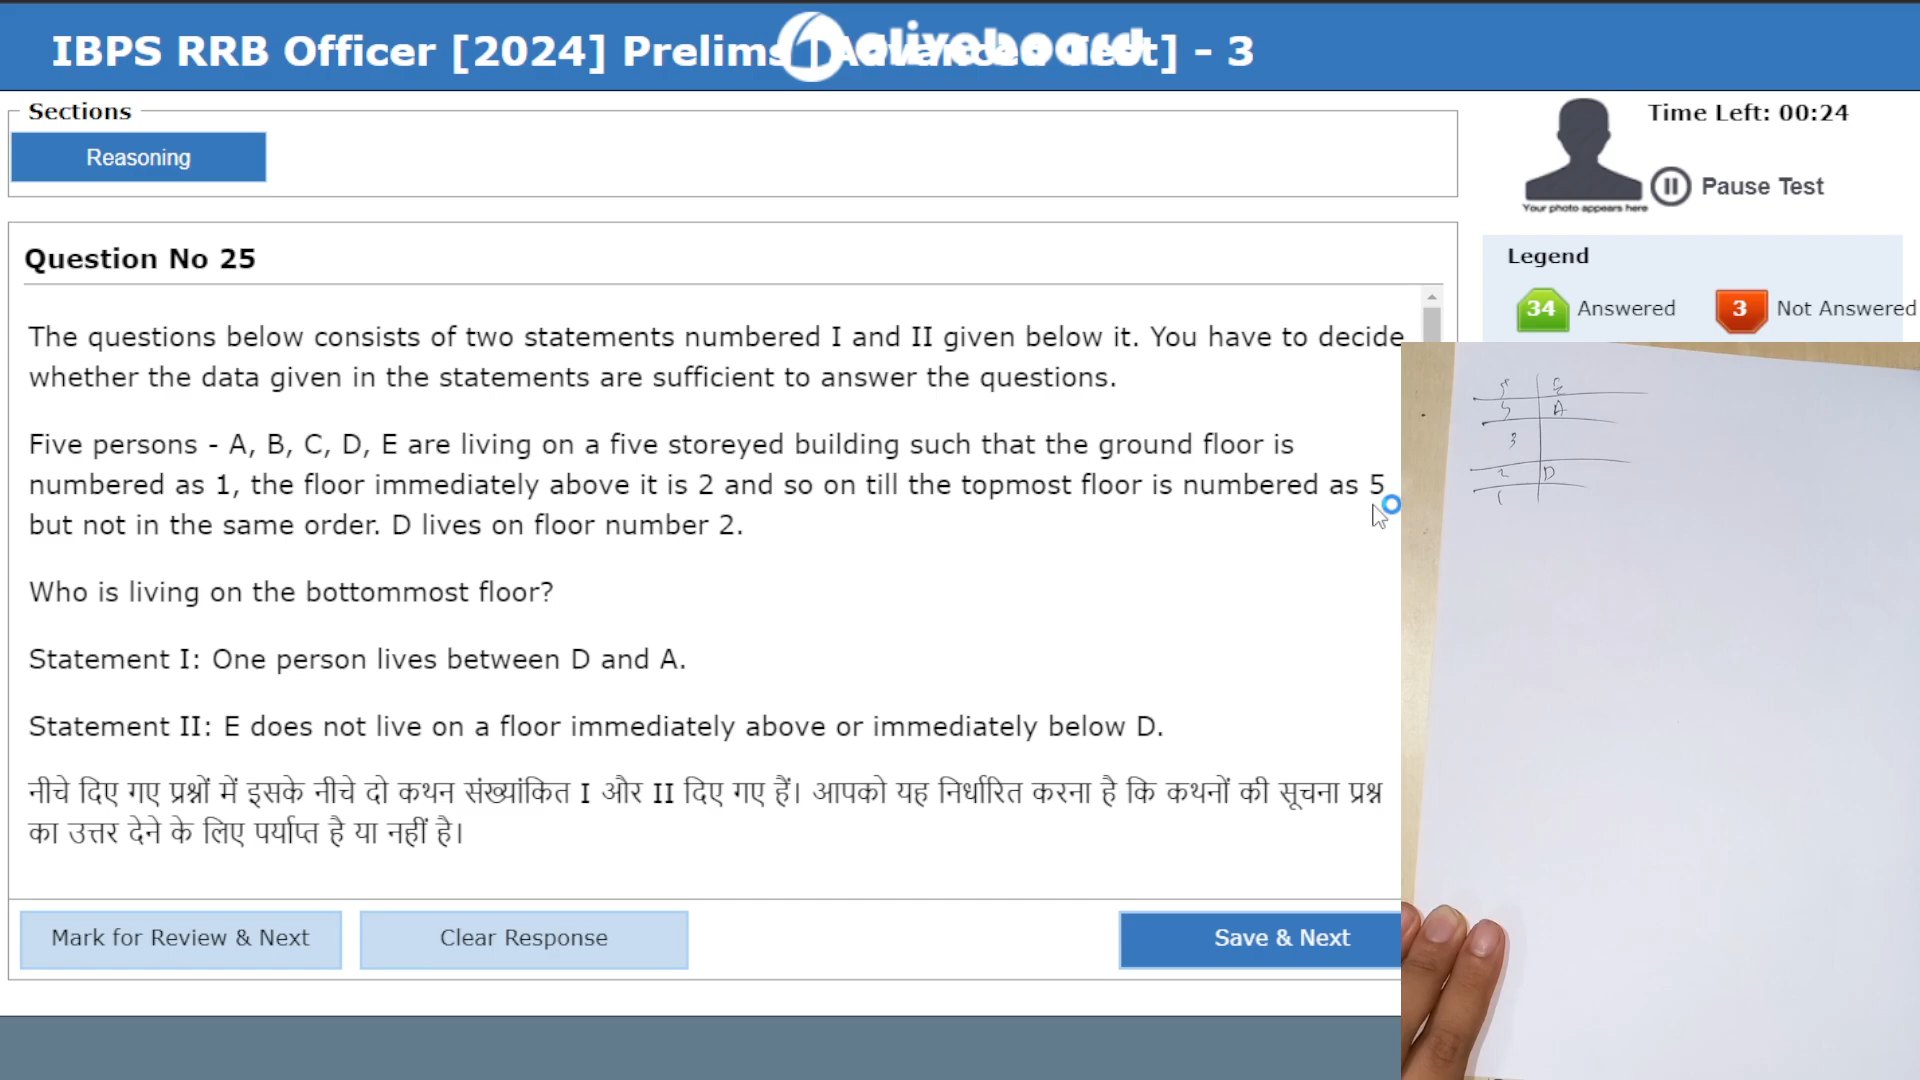 IBPS RRB Officer [2024] Prelims [Advanced Test] - 3
oliveboard
Sections
Reasoning
Time Left: 00:24
Your photo appears here
Pause Test
Question No 25
Legend
34 Answered 3 Not Answered
The questions below consists of two statements numbered I and II given below it. You have to decide
whether the data given in the statements are sufficient to answer the questions.
Five persons - A, B, C, D, E are living on a five storeyed building such that the ground floor is
numbered as 1, the floor immediately above it is 2 and so on till the topmost floor is numbered as 5
but not in the same order. D lives on floor number 2.
Who is living on the bottommost floor?
Statement I: One person lives between D and A.
Statement II: E does not live on a floor immediately above or immediately below D.
नीचे दिए गए प्रश्नों में इसके नीचे दो कथन संख्यांकित I और II दिए गए हैं। आपको यह निर्धारित करना है कि कथनों की सूचना प्रश्न
का उत्तर देने के लिए पर्याप्त है या नहीं है।
Mark for Review & Next
Clear Response
Save & Next
5 E
A
3
2 D
1